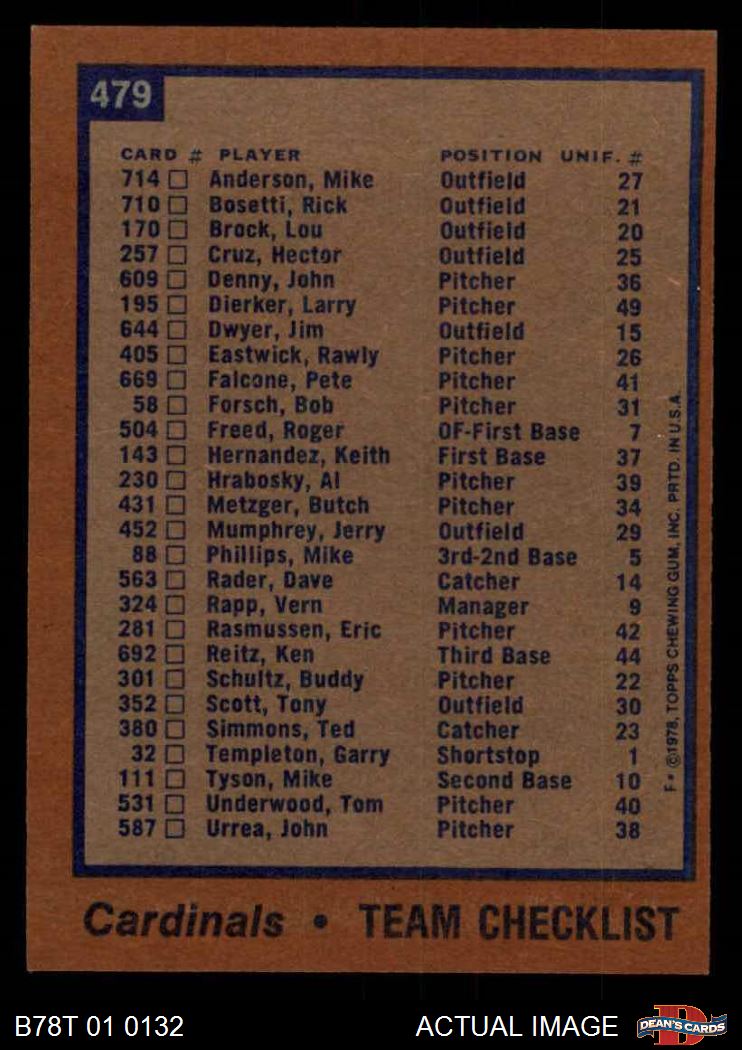 479
CARD # PLAYER POSITION UNIF. #
714 □ Anderson, Mike Outfield 27
710 □ Bosetti, Rick Outfield 21
170 □ Brock, Lou Outfield 20
257 □ Cruz, Hector Outfield 25
609 □ Denny, John Pitcher 36
195 □ Dierker, Larry Pitcher 49
644 □ Dwyer, Jim Outfield 15
405 □ Eastwick, Rawly Pitcher 26
669 □ Falcone, Pete Pitcher 41
58 □ Forsch, Bob Pitcher 31
504 □ Freed, Roger OF-First Base 7
143 □ Hernandez, Keith First Base 37
230 □ Hrabosky, Al Pitcher 39
431 □ Metzger, Butch Pitcher 34
452 □ Mumphrey, Jerry Outfield 29
88 □ Phillips, Mike 3rd-2nd Base 5
563 □ Rader, Dave Catcher 14
324 □ Rapp, Vern Manager 9
281 □ Rasmussen, Eric Pitcher 42
692 □ Reitz, Ken Third Base 44
301 □ Schultz, Buddy Pitcher 22
352 □ Scott, Tony Outfield 30
380 □ Simmons, Ted Catcher 23
32 □ Templeton, Garry Shortstop 1
111 □ Tyson, Mike Second Base 10
531 □ Underwood, Tom Pitcher 40
587 □ Urrea, John Pitcher 38
F* ©1978, TOPPS CHEWING GUM, INC. PRTD. IN U.S.A.
Cardinals • TEAM CHECKLIST
B78T 01 0132 ACTUAL IMAGE DEAN'S CARDS